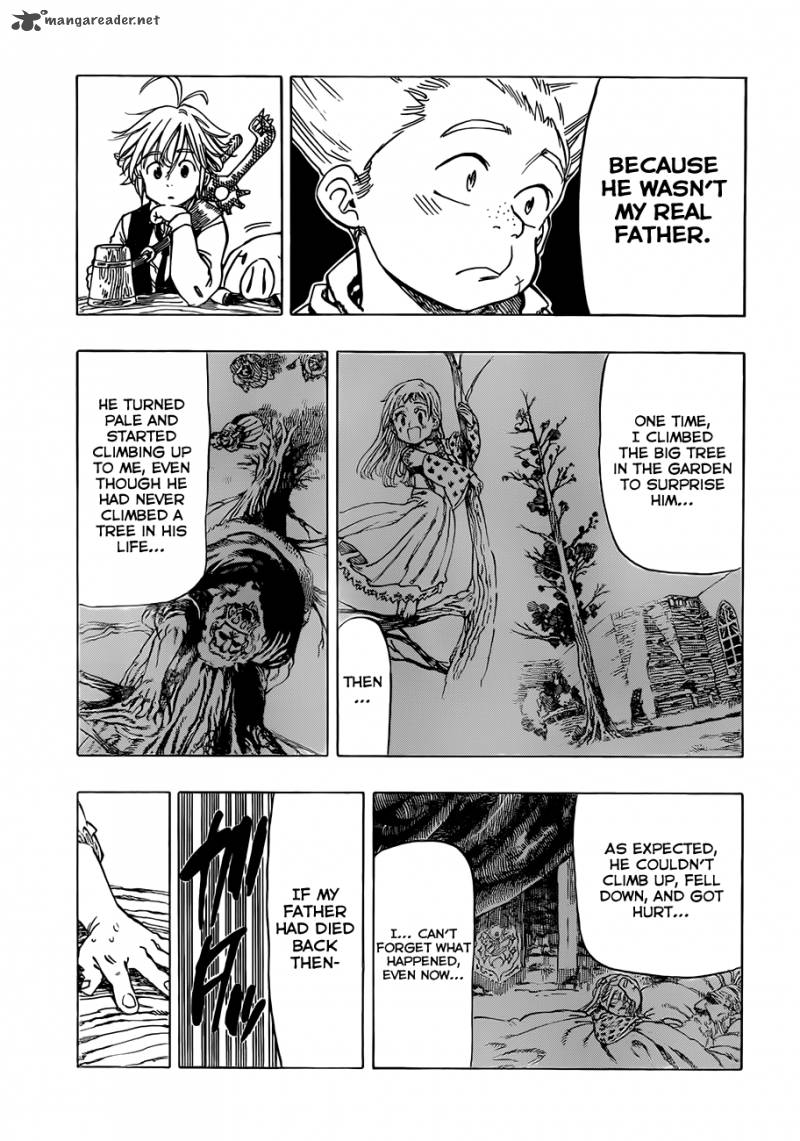 mangareader.net
BECAUSE
HE WASN'T
MY REAL
FATHER.
ONE TIME,
I CLIMBED
THE BIG TREE
IN THE GARDEN
TO SURPRISE
HIM...
THEN
...
HE TURNED
PALE AND
STARTED
CLIMBING UP
TO ME, EVEN
THOUGH HE
HAD NEVER
CLIMBED A
TREE IN HIS
LIFE...
AS EXPECTED,
HE COULDN'T
CLIMB UP, FELL
DOWN, AND GOT
HURT...
I... CAN'T
FORGET WHAT
HAPPENED,
EVEN NOW...
IF MY
FATHER
HAD DIED
BACK
THEN-
ガタッ